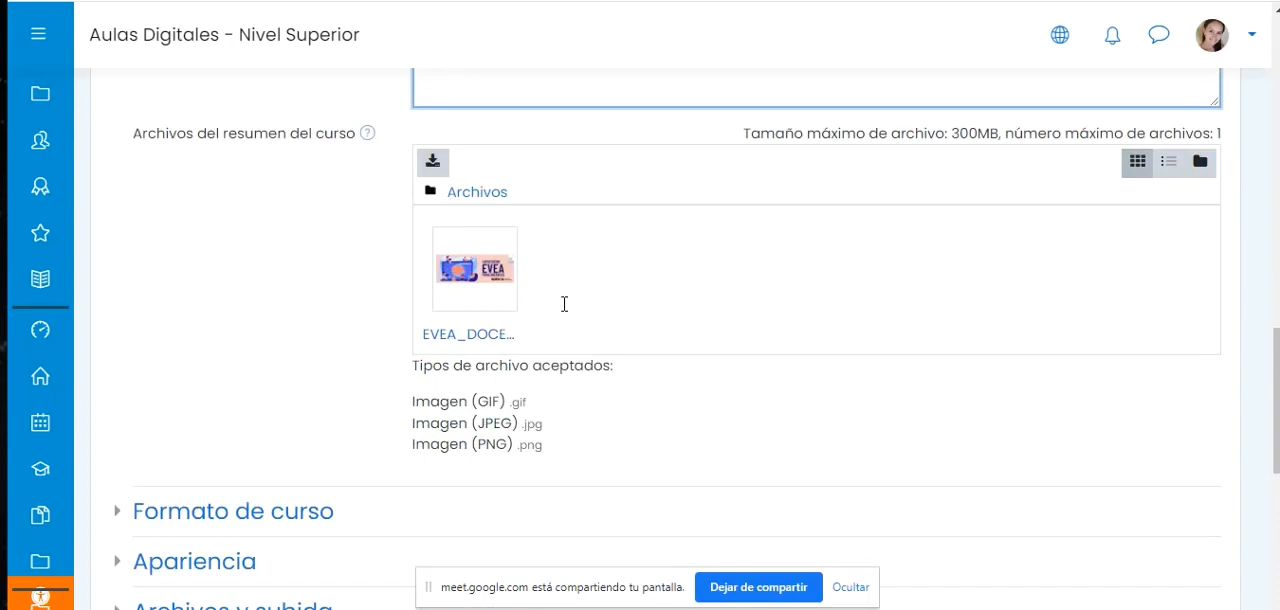 Aulas Digitales - Nivel Superior
Archivos del resumen del curso
Tamaño máximo de archivo: 300MB, número máximo de archivos: 1
Archivos
EVEA
EVEA_DOCE...
Tipos de archivo aceptados:
Imagen (GIF) .gif
Imagen (JPEG) .jpg
Imagen (PNG) .png
Formato de curso
Apariencia
Archivos y subida
meet.google.com está compartiendo tu pantalla.
Dejar de compartir
Ocultar